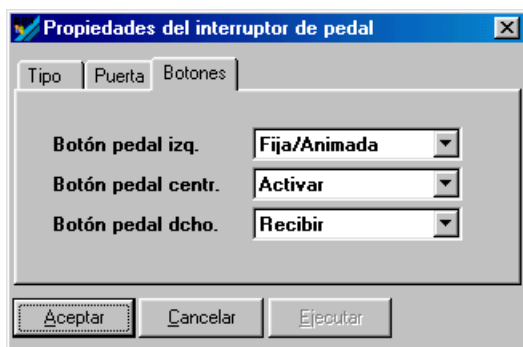 Propiedades del interruptor de pedal
Tipo Puerta Botones
Botón pedal izq. Fija/Animada
Botón pedal centr. Activar
Botón pedal dcho. Recibir
Aceptar Cancelar Ejecutar